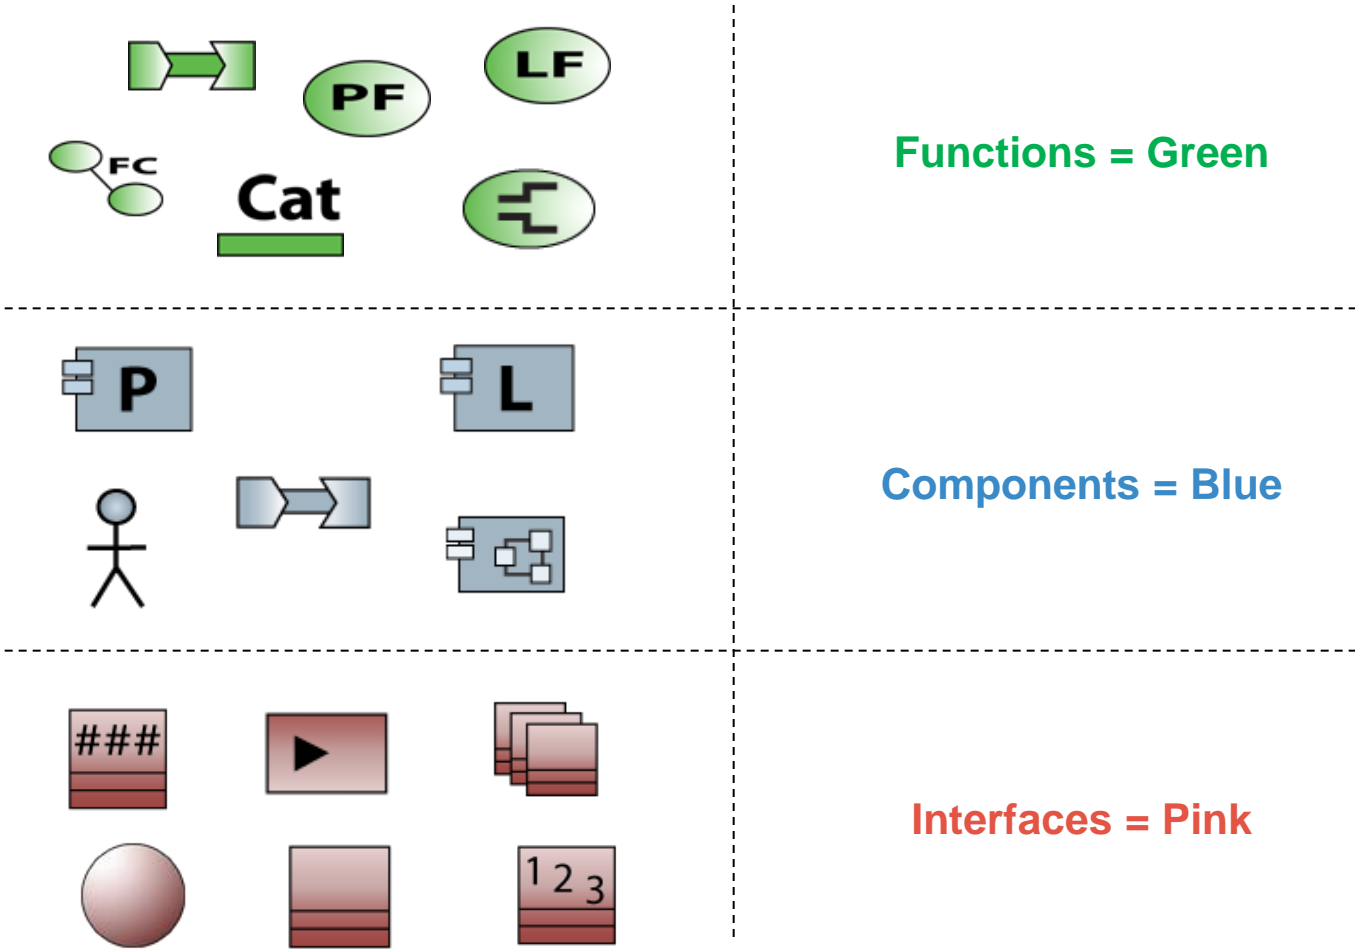 LF
PF
FC
Cat
Functions = Green
P
L
Components = Blue
###
Interfaces = Pink
1 2 3